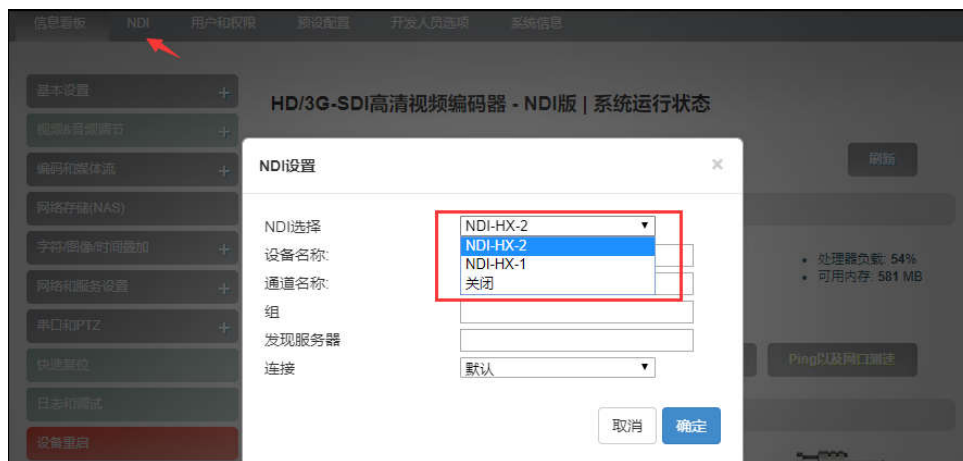 信息看板 NDI 用户和权限 预设配置 开发人员选项 系统信息
基本设置 +
HD/3G-SDI高清视频编码器 - NDI版 | 系统运行状态
视频&音频调节 +
编码和媒体流 +
NDI设置 ×
刷新
网络存储(NAS)
NDI选择 NDI-HX-2
字符/图像/时间叠加 +
设备名称: NDI-HX-2
NDI-HX-1
• 处理器负载: 54%
通道名称: 关闭
• 可用内存: 581 MB
网络和服务设置 +
组
串口和PTZ +
发现服务器
连接 默认
快速复位
Ping以及网口测速
日志和调试
取消 确定
设备重启